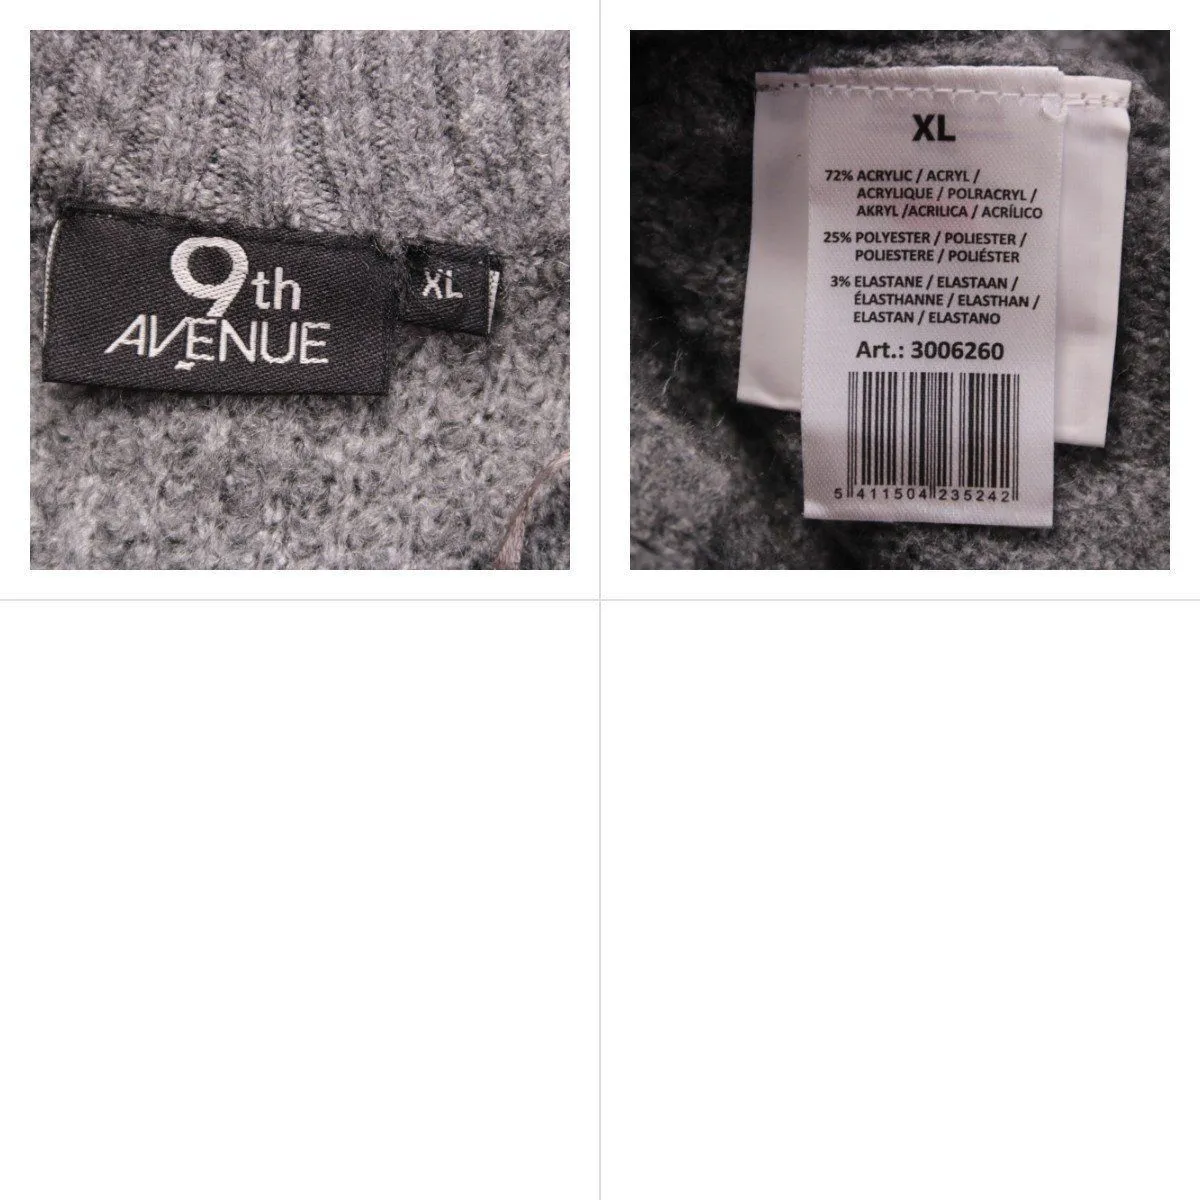 9th
AVENUE
XL
XL
72% ACRYLIC / ACRYL /
ACRYLIQUE / POLRACRYL /
AKRYL /ACRILICA / ACRÍLICO
25% POLYESTER / POLIESTER /
POLIESTERE / POLIÉSTER
3% ELASTANE / ELASTAAN /
ÉLASTHANNE / ELASTHAN /
ELASTAN / ELASTANO
Art.: 3006260
5 411504 235242